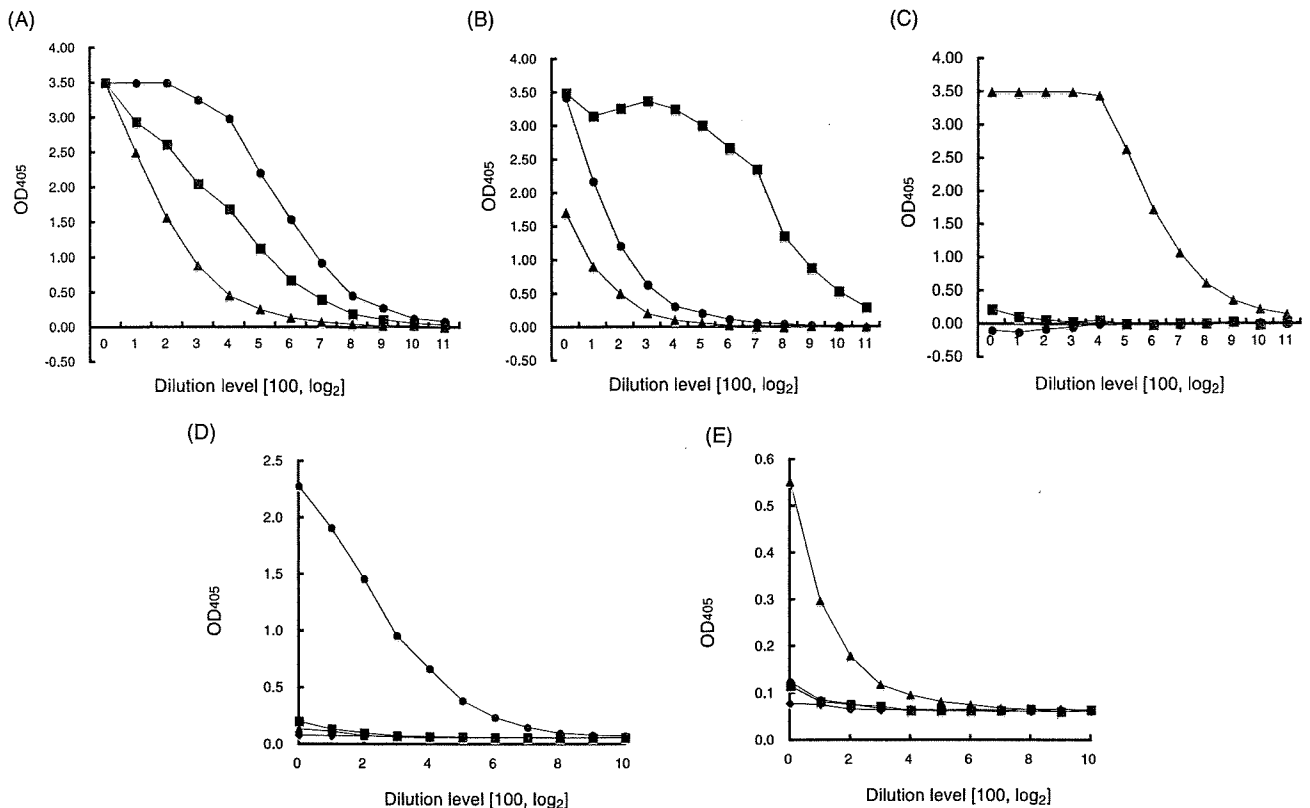 (A)
4.00
3.50
3.00
2.50
2.00
1.50
1.00
0.50
0.00
-0.50
OD405
0 1 2 3 4 5 6 7 8 9 10 11
Dilution level [100, log2]
(B)
4.00
3.50
3.00
2.50
2.00
1.50
1.00
0.50
0.00
-0.50
OD405
0 1 2 3 4 5 6 7 8 9 10 11
Dilution level [100, log2]
(C)
4.00
3.50
3.00
2.50
2.00
1.50
1.00
0.50
0.00
-0.50
OD405
0 1 2 3 4 5 6 7 8 9 10 11
Dilution level [100, log2]
(D)
2.5
2.0
1.5
1.0
0.5
0.0
OD405
0 2 4 6 8 10
Dilution level [100, log2]
(E)
0.6
0.5
0.4
0.3
0.2
0.1
0.0
OD405
0 2 4 6 8 10
Dilution level [100, log2]